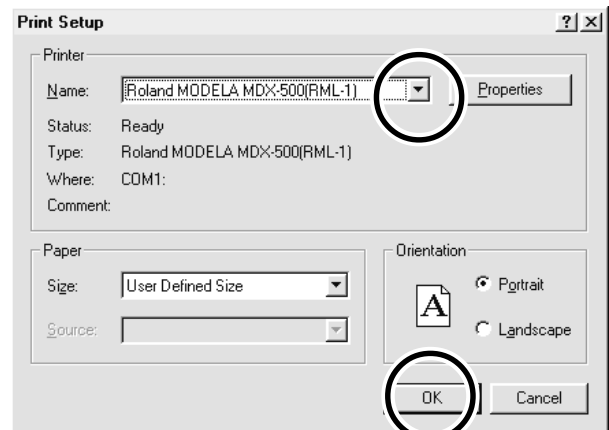 Print Setup ? ×
Printer
Name: Roland MODELA MDX-500(RML-1) Properties
Status: Ready
Type: Roland MODELA MDX-500(RML-1)
Where: COM1:
Comment:
Paper
Size: User Defined Size
Source:
Orientation
A
Portrait
Landscape
OK Cancel